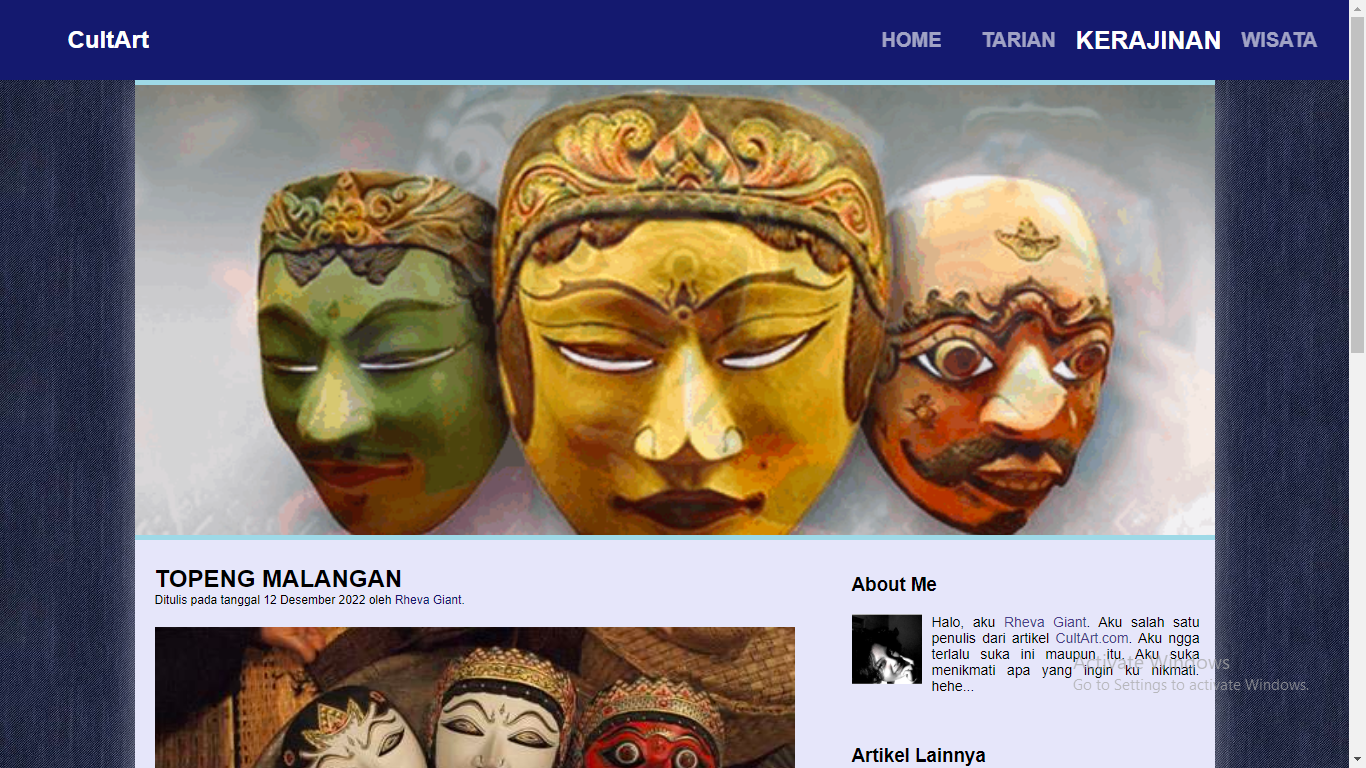 CultArt
HOME TARIAN KERAJINAN WISATA
TOPENG MALANGAN
Ditulis pada tanggal 12 Desember 2022 oleh Rheva Giant.
About Me
Halo, aku Rheva Giant. Aku salah satu
penulis dari artikel CultArt.com. Aku ngga
terlalu suka ini maupun itu. Aku suka
menikmati apa yang ingin ku nikmati.
hehe...
Activate Windows
Go to Settings to activate Windows.
Artikel Lainnya